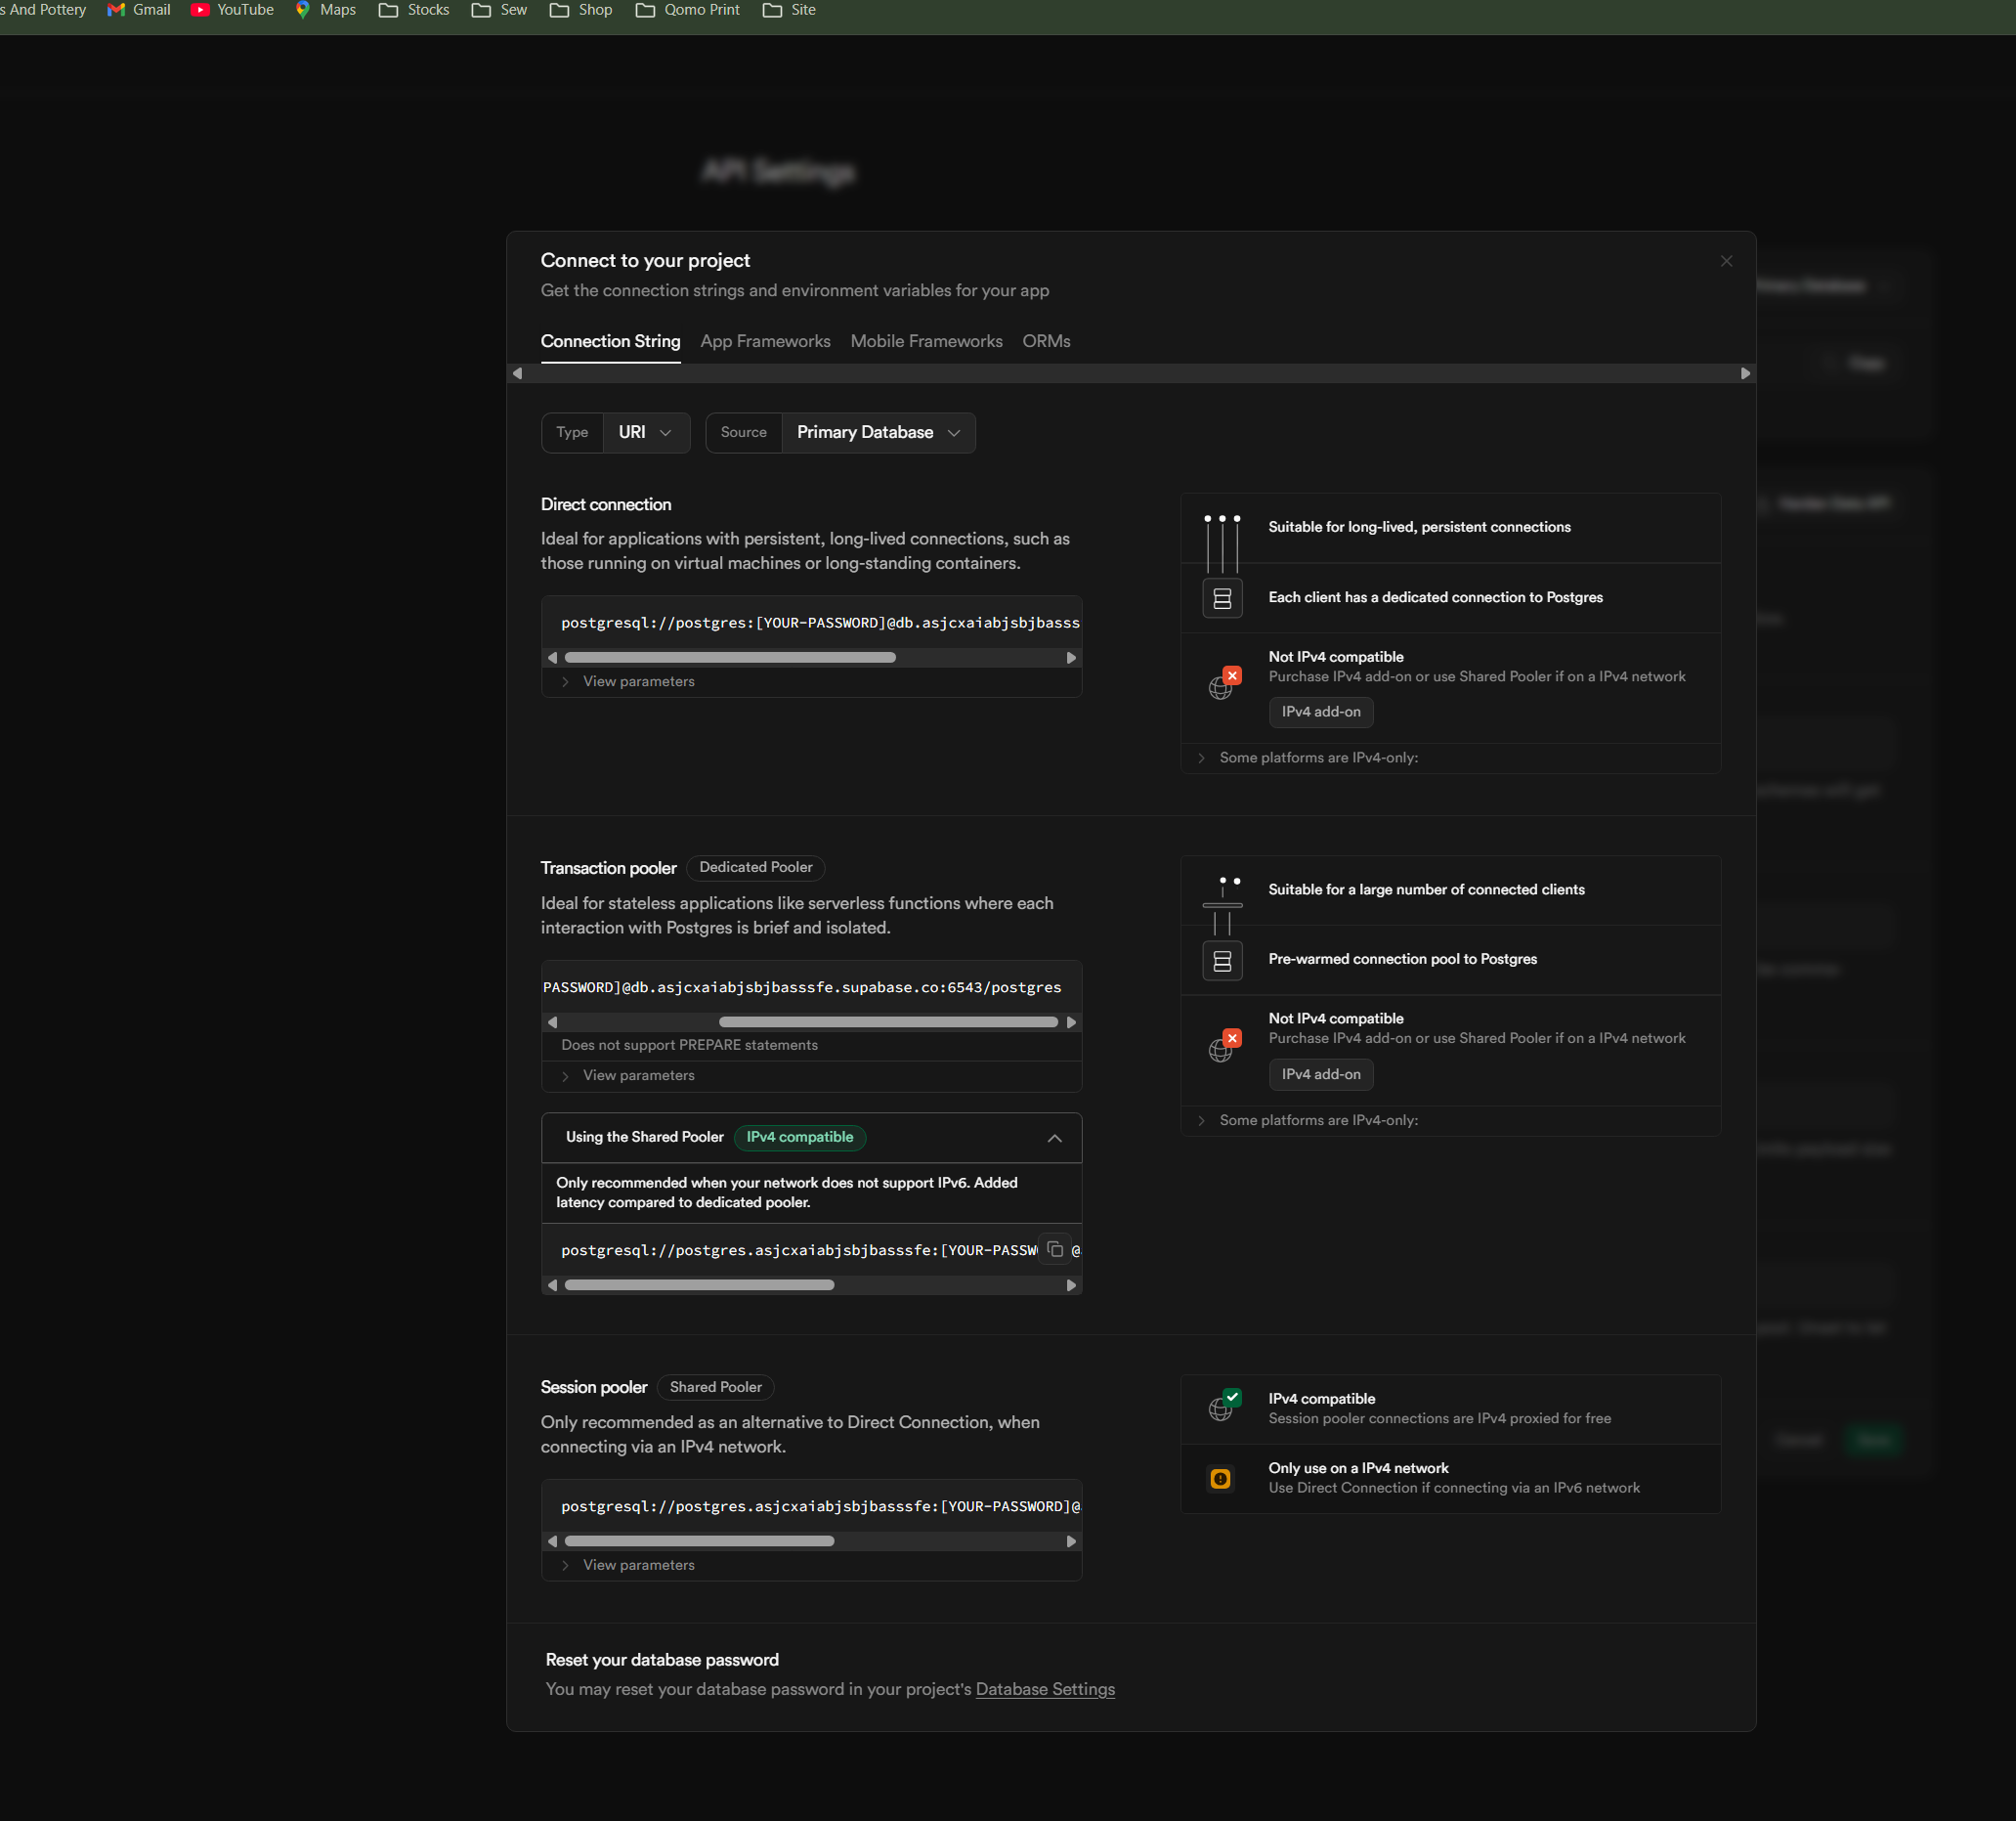 s And Pottery Gmail YouTube Maps Stocks Sew Shop Qomo Print Site
API Settings
Connect to your project
Get the connection strings and environment variables for your app
Connection String App Frameworks Mobile Frameworks ORMs
Type URI Source Primary Database
Direct connection
Ideal for applications with persistent, long-lived connections, such as
those running on virtual machines or long-standing containers.
postgresql://postgres:[YOUR-PASSWORD]@db.asjcxaiabjsbjbasss
View parameters
Suitable for long-lived, persistent connections
Each client has a dedicated connection to Postgres
Not IPv4 compatible
Purchase IPv4 add-on or use Shared Pooler if on a IPv4 network
IPv4 add-on
Some platforms are IPv4-only:
Transaction pooler Dedicated Pooler
Ideal for stateless applications like serverless functions where each
interaction with Postgres is brief and isolated.
PASSWORD]@db.asjcxaiabjsbjbasssfe.supabase.co:6543/postgres
Does not support PREPARE statements
View parameters
Using the Shared Pooler IPv4 compatible
Only recommended when your network does not support IPv6. Added
latency compared to dedicated pooler.
postgresql://postgres.asjcxaiabjsbjbasssfe:[YOUR-PASSW @
Suitable for a large number of connected clients
Pre-warmed connection pool to Postgres
Not IPv4 compatible
Purchase IPv4 add-on or use Shared Pooler if on a IPv4 network
IPv4 add-on
Some platforms are IPv4-only:
Session pooler Shared Pooler
Only recommended as an alternative to Direct Connection, when
connecting via an IPv4 network.
postgresql://postgres.asjcxaiabjsbjbasssfe:[YOUR-PASSWORD]@
View parameters
IPv4 compatible
Session pooler connections are IPv4 proxied for free
Only use on a IPv4 network
Use Direct Connection if connecting via an IPv6 network
Reset your database password
You may reset your database password in your project's Database Settings